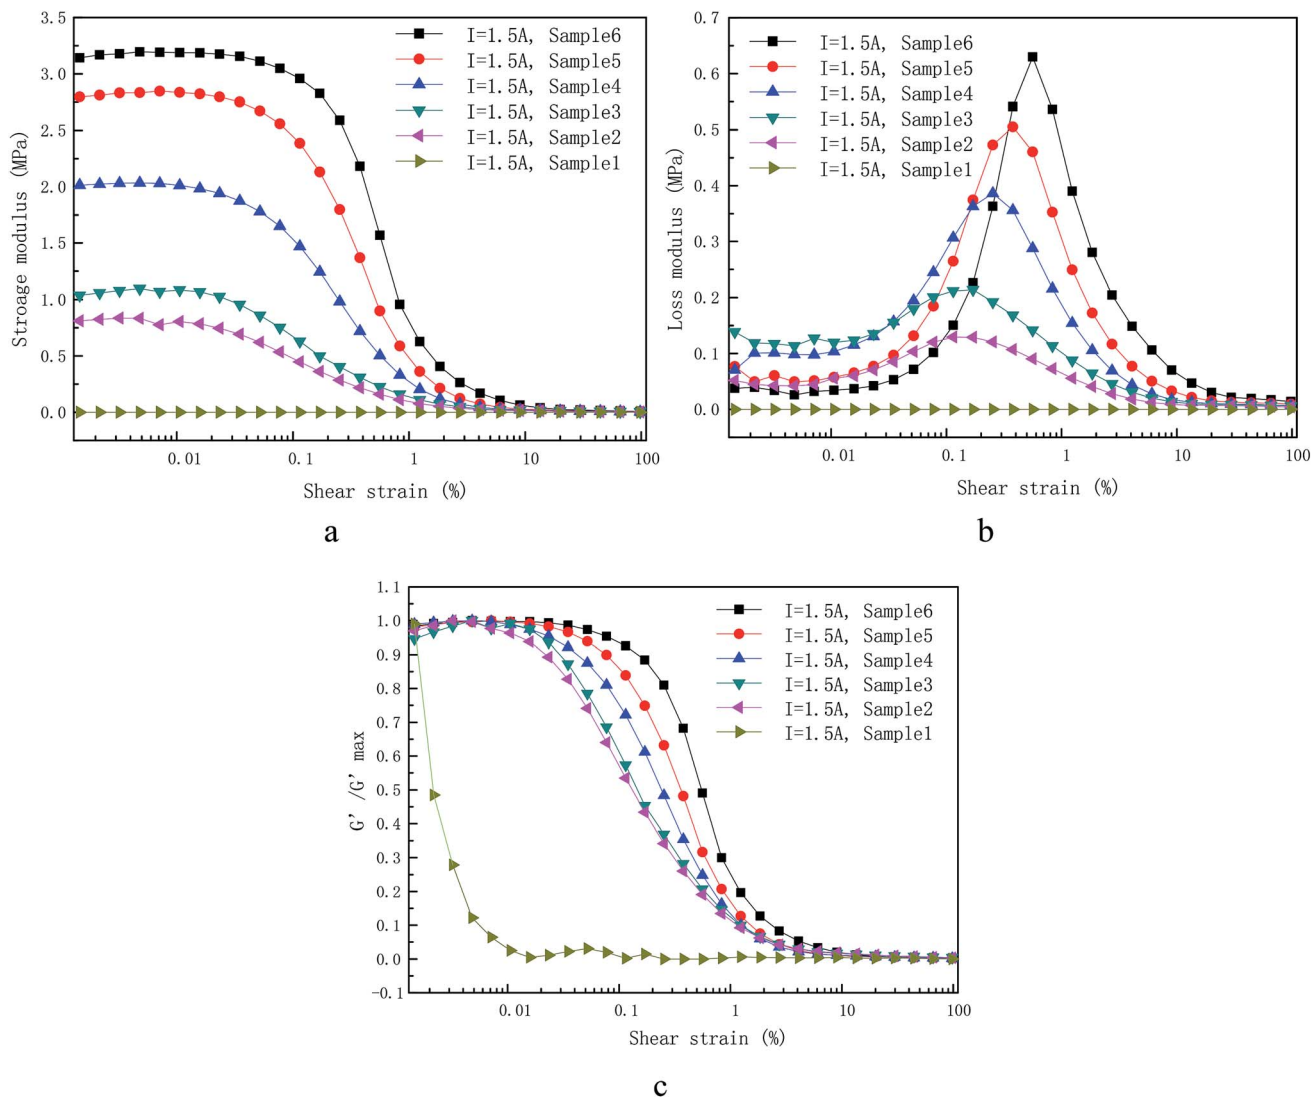 3.5
3.0
2.5
2.0
1.5
1.0
0.5
0.0
Stroage modulus (MPa)
I=1.5A, Sample6
I=1.5A, Sample5
I=1.5A, Sample4
I=1.5A, Sample3
I=1.5A, Sample2
I=1.5A, Sample1
0.01 0.1 1 10 100
Shear strain (%)
a
0.7
0.6
0.5
0.4
0.3
0.2
0.1
0.0
Loss modulus (MPa)
I=1.5A, Sample6
I=1.5A, Sample5
I=1.5A, Sample4
I=1.5A, Sample3
I=1.5A, Sample2
I=1.5A, Sample1
0.01 0.1 1 10 100
Shear strain (%)
b
1.1
1.0
0.9
0.8
0.7
0.6
0.5
0.4
0.3
0.2
0.1
0.0
-0.1
G' /G' max
I=1.5A, Sample6
I=1.5A, Sample5
I=1.5A, Sample4
I=1.5A, Sample3
I=1.5A, Sample2
I=1.5A, Sample1
0.01 0.1 1 10 100
Shear strain (%)
c